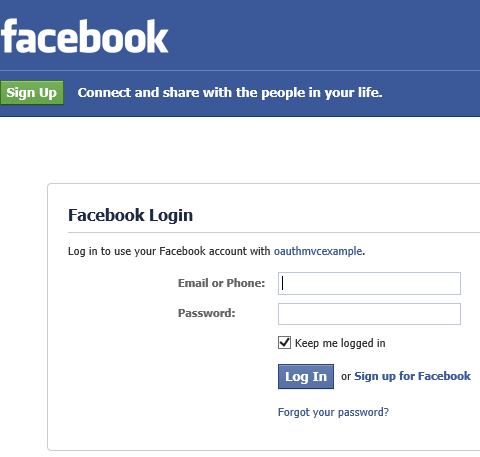 facebook
Sign Up Connect and share with the people in your life.
Facebook Login
Log in to use your Facebook account with oauthmvcexample.
Email or Phone:
Password:
Keep me logged in
Log In or Sign up for Facebook
Forgot your password?